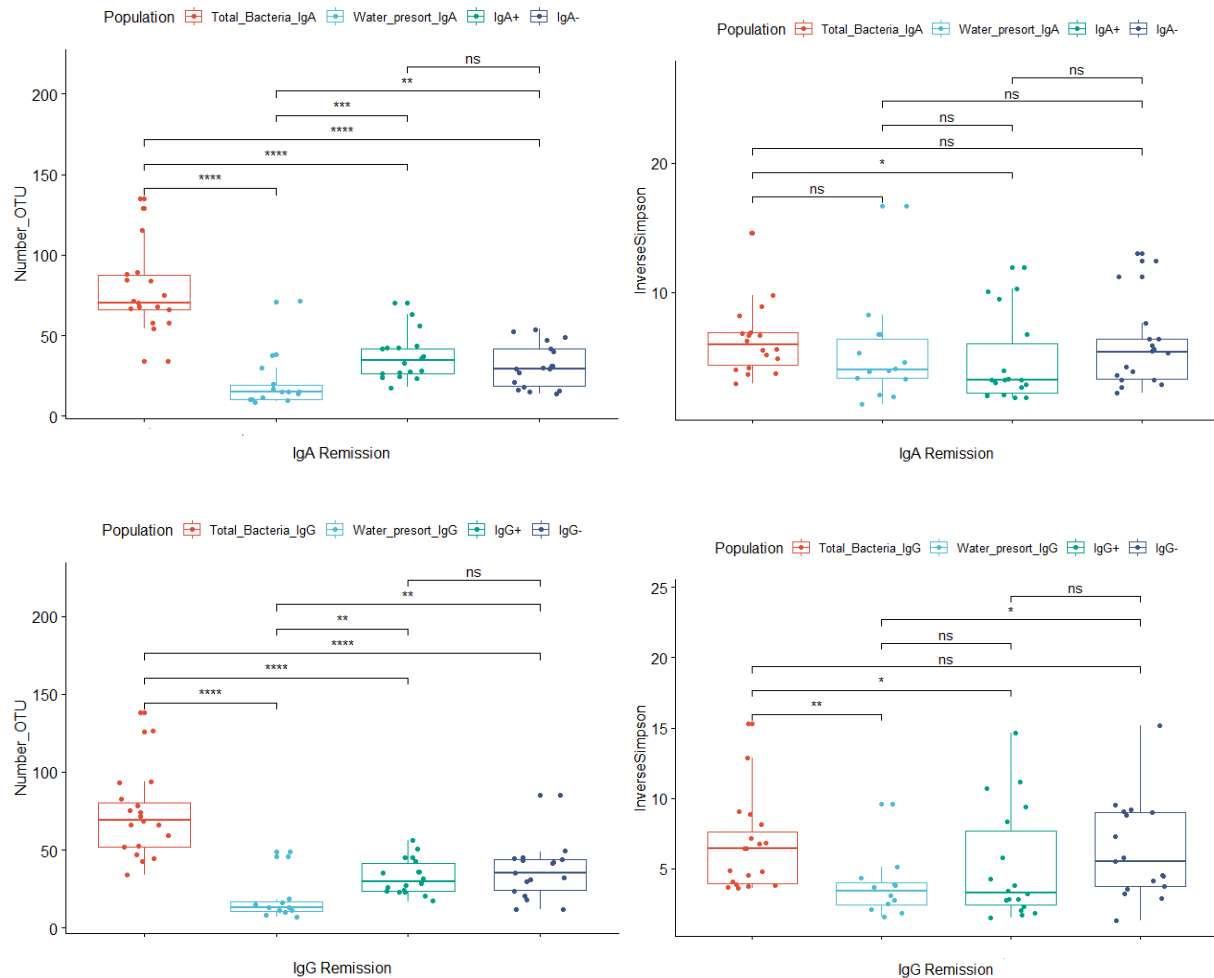 Population Total_Bacteria_IgA Water_presort_IgA IgA+ IgA-
ns
**
***
****
****
****
200
150
100
50
0
Number_OTU
IgA Remission
Population Total_Bacteria_IgA Water_presort_IgA IgA+ IgA-
ns
ns
ns
ns
*
ns
20
10
InverseSimpson
IgA Remission
Population Total_Bacteria_IgG Water_presort_IgG IgG+ IgG-
ns
**
**
****
****
****
200
150
100
50
0
Number_OTU
IgG Remission
Population Total_Bacteria_IgG Water_presort_IgG IgG+ IgG-
ns
*
ns
ns
*
**
25
20
15
10
5
InverseSimpson
IgG Remission